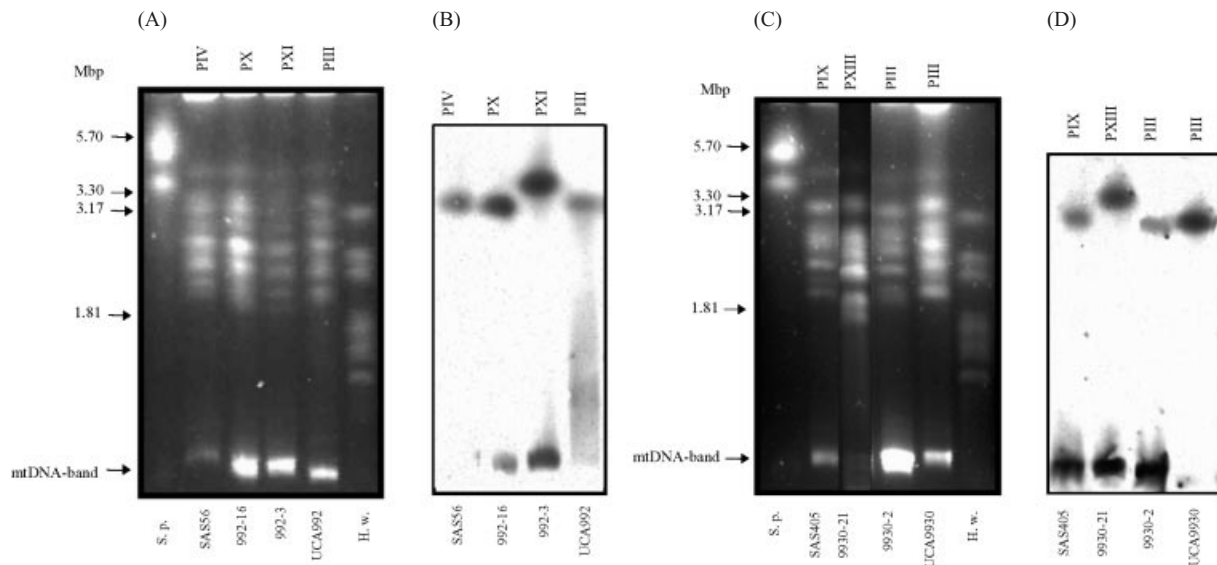 (A)
(B)
(C)
(D)
Mbp
PIV PX PXI PIII
5.70
3.30
3.17
1.81
mtDNA-band
S. p. SAS56 992-16 992-3 UCA992 H. w.
PIV PX PXI PIII
SAS56 992-16 992-3 UCA992
Mbp
PIX PXIII PIII PIII
5.70
3.30
3.17
1.81
mtDNA-band
S. p. SAS405 9930-21 9930-2 UCA9930 H. w.
PIX PXIII PIII PIII
SAS405 9930-21 9930-2 UCA9930